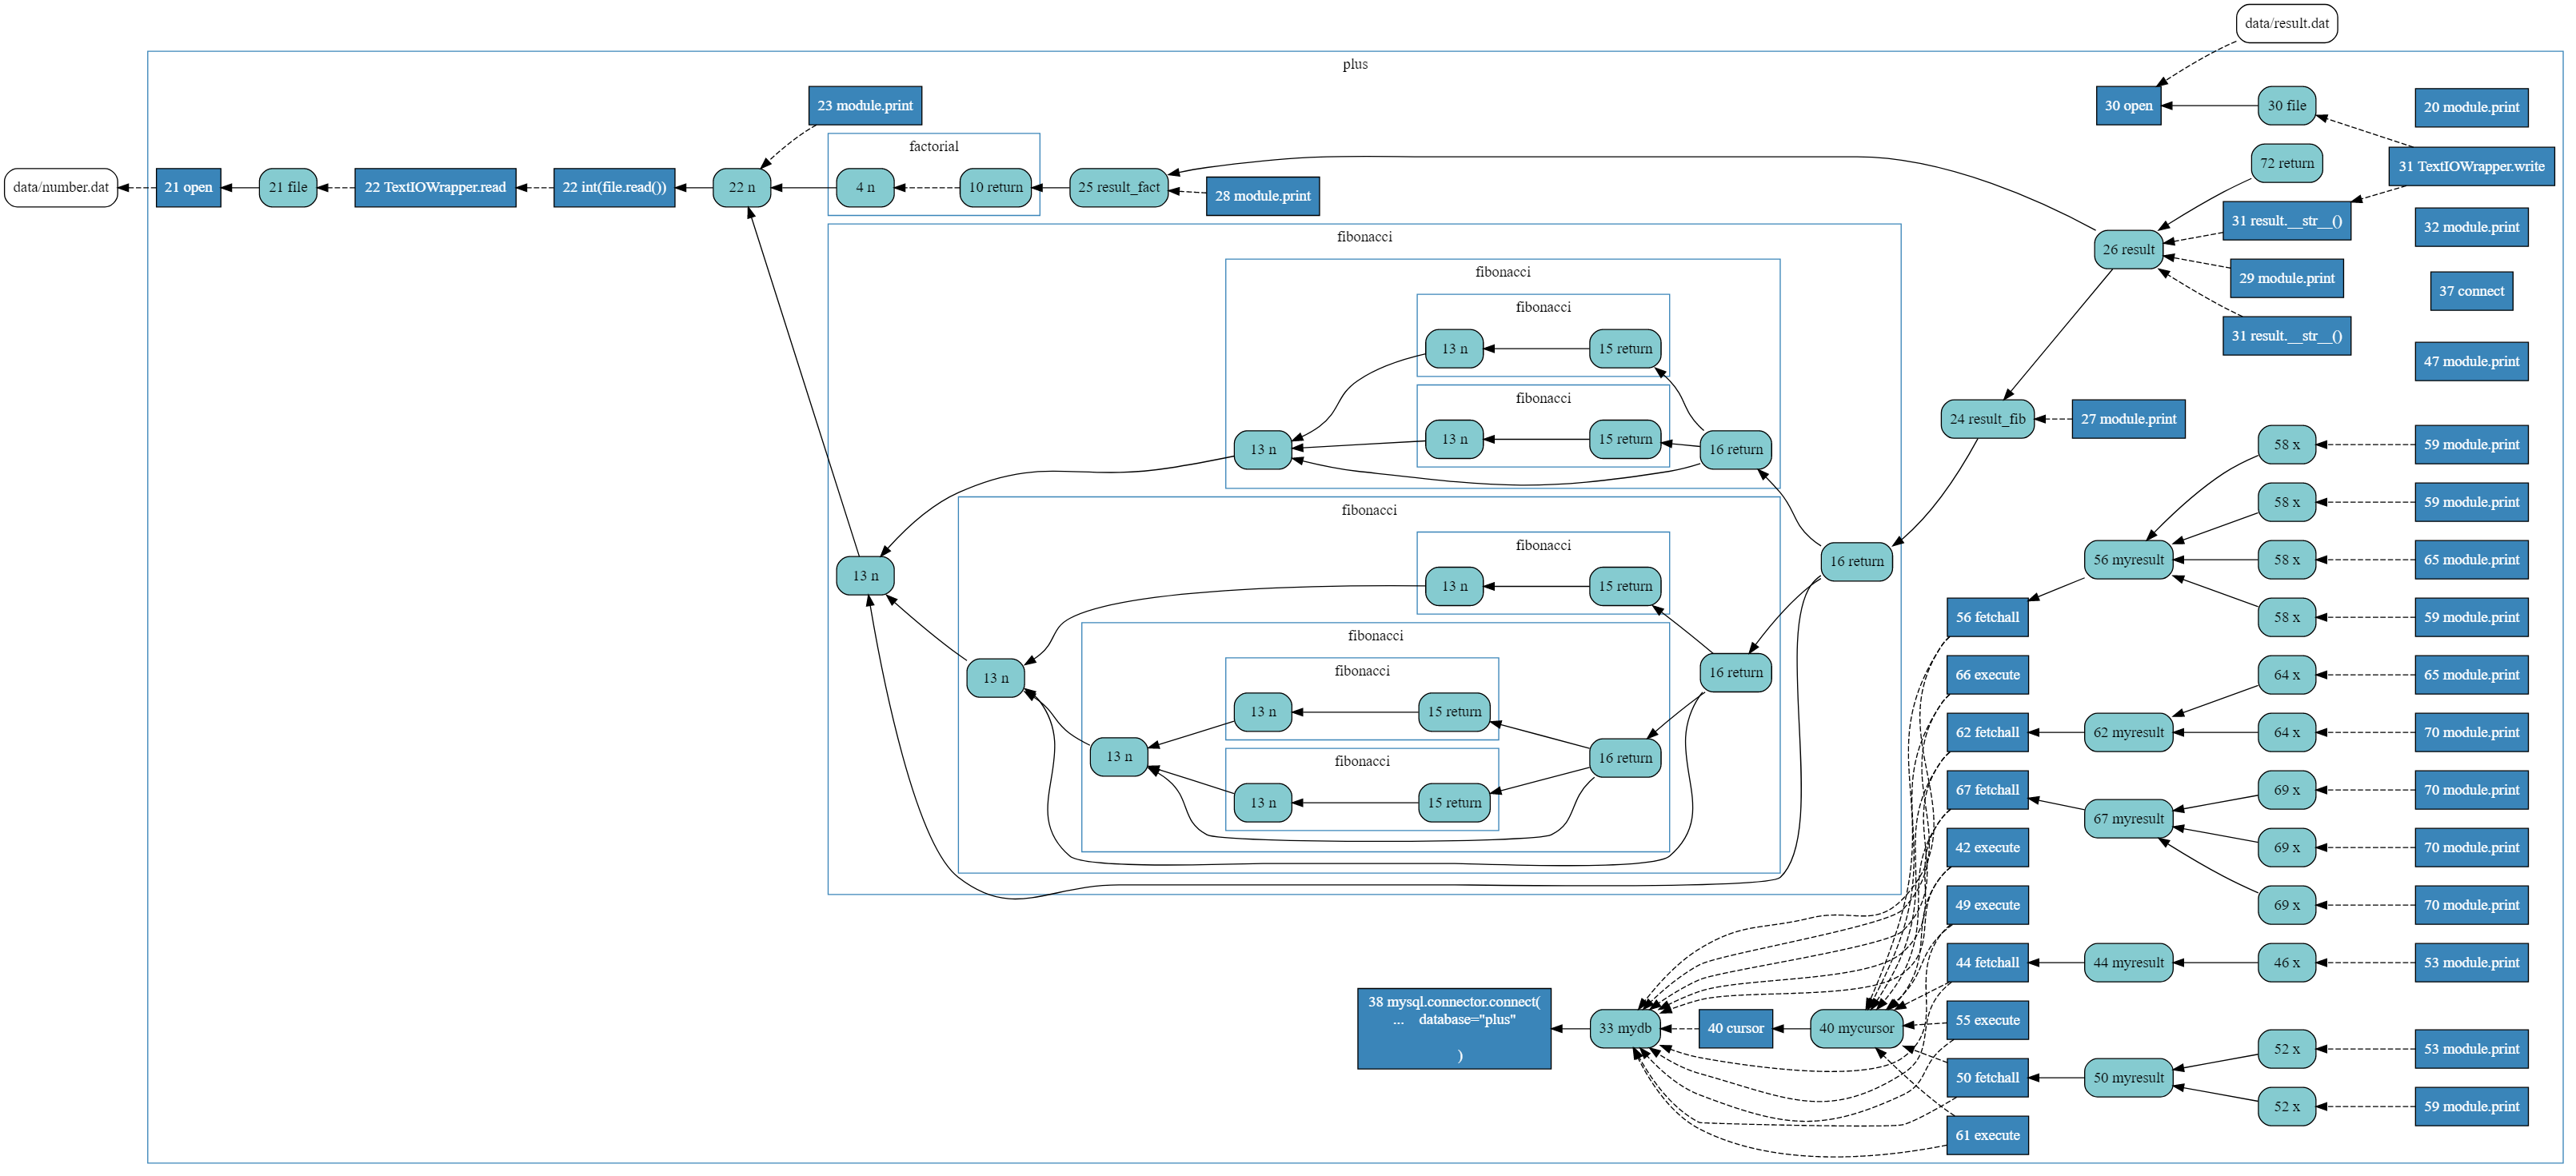 data/result.dat
plus
23 module.print
30 open
30 file
20 module.print
factorial
72 return
31 TextIOWrapper.write
data/number.dat
21 open
21 file
22 TextIOWrapper.read
22 int(file.read())
22 n
4 n
10 return
25 result_fact
28 module.print
31 result.__str__()
32 module.print
fibonacci
26 result
29 module.print
fibonacci
37 connect
fibonacci
31 result.__str__()
13 n
15 return
47 module.print
fibonacci
24 result_fib
27 module.print
13 n
15 return
13 n
16 return
58 x
59 module.print
58 x
59 module.print
fibonacci
fibonacci
16 return
56 myresult
58 x
65 module.print
13 n
13 n
15 return
56 fetchall
58 x
59 module.print
fibonacci
13 n
fibonacci
16 return
66 execute
64 x
65 module.print
13 n
15 return
62 fetchall
62 myresult
64 x
70 module.print
13 n
fibonacci
16 return
67 fetchall
69 x
70 module.print
13 n
15 return
67 myresult
42 execute
69 x
70 module.print
49 execute
69 x
70 module.print
44 fetchall
44 myresult
46 x
53 module.print
38 mysql.connector.connect(
... database="plus"
)
33 mydb
40 cursor
40 mycursor
55 execute
52 x
53 module.print
50 fetchall
50 myresult
52 x
59 module.print
61 execute